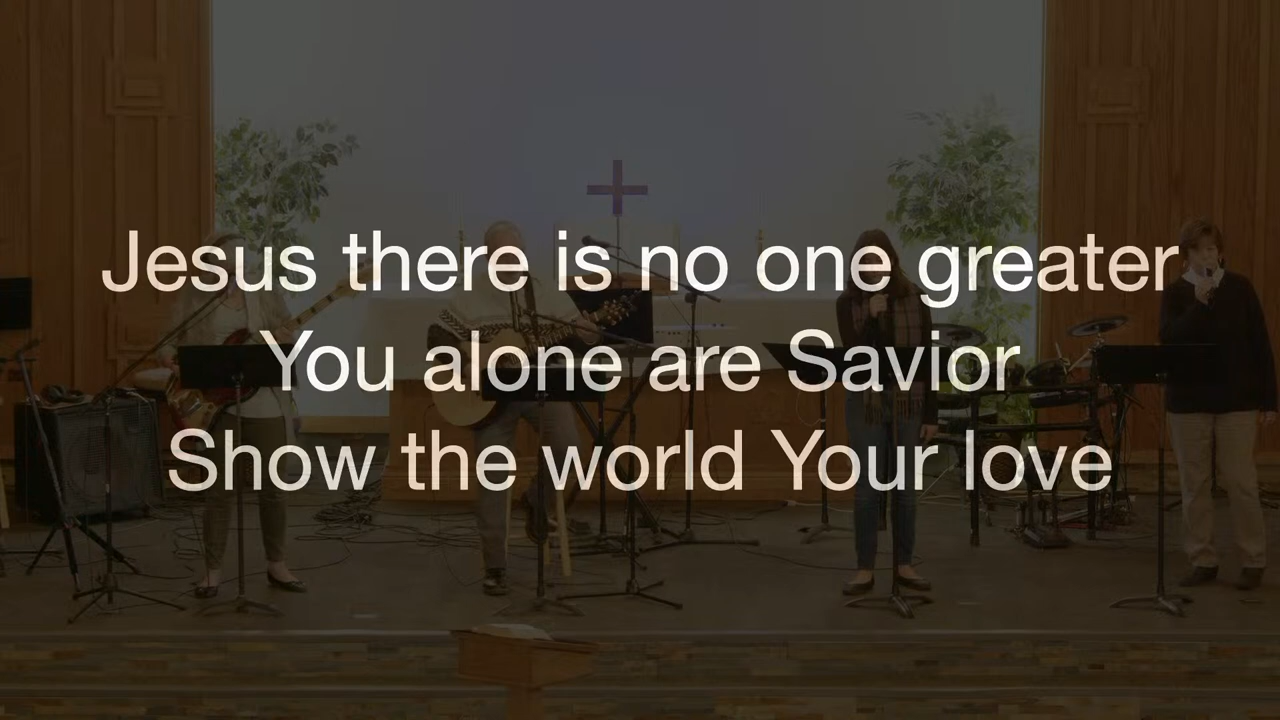 Jesus there is no one greater
You alone are Savior
Show the world Your love